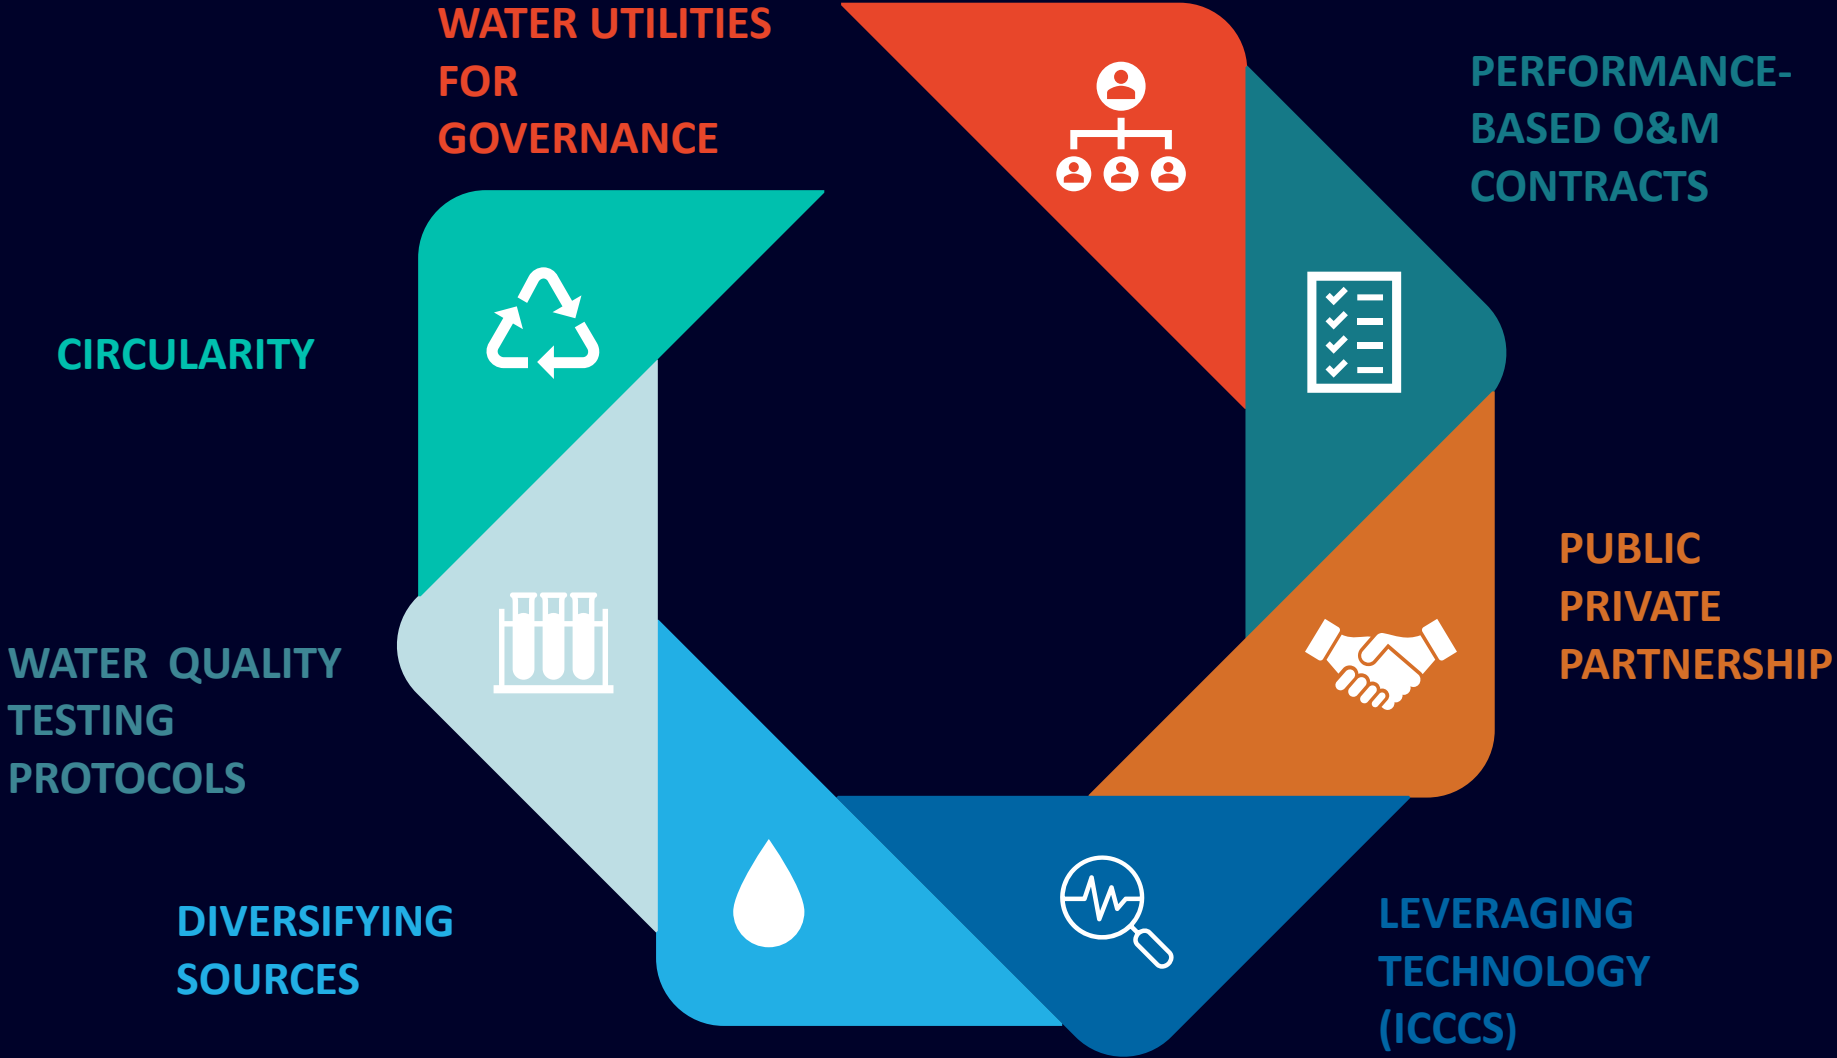 WATER UTILITIES
FOR
GOVERNANCE
PERFORMANCE-
BASED O&M
CONTRACTS
CIRCULARITY
PUBLIC
PRIVATE
PARTNERSHIP
WATER QUALITY
TESTING
PROTOCOLS
DIVERSIFYING
SOURCES
LEVERAGING
TECHNOLOGY
(ICCCS)